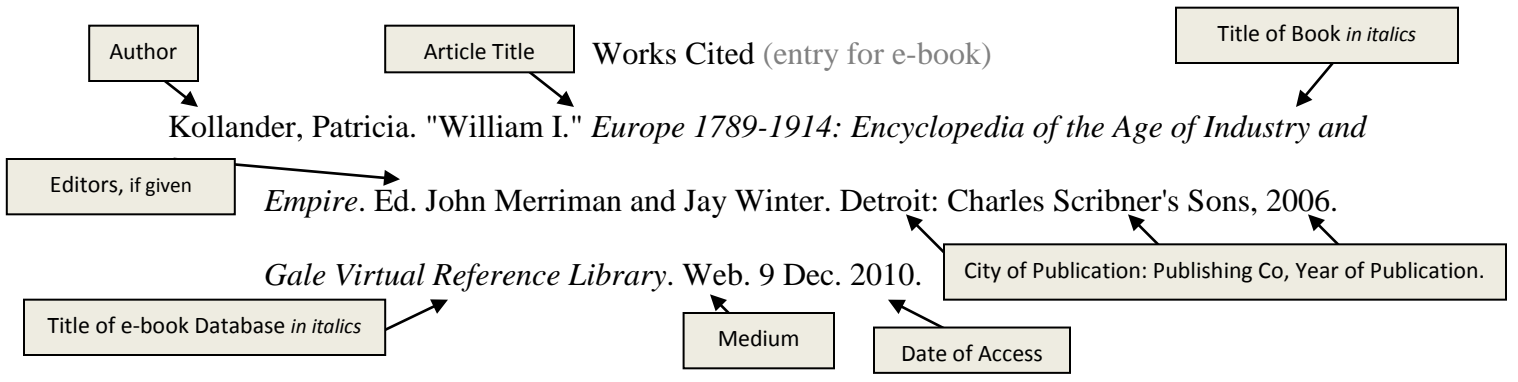 Title of Book in italics
Author
Article Title
Works Cited (entry for e-book)
Kollander, Patricia. "William I." Europe 1789-1914: Encyclopedia of the Age of Industry and
Editors, if given
Empire. Ed. John Merriman and Jay Winter. Detroit: Charles Scribner's Sons, 2006.
Gale Virtual Reference Library. Web. 9 Dec. 2010.
City of Publication: Publishing Co, Year of Publication.
Title of e-book Database in italics
Medium
Date of Access